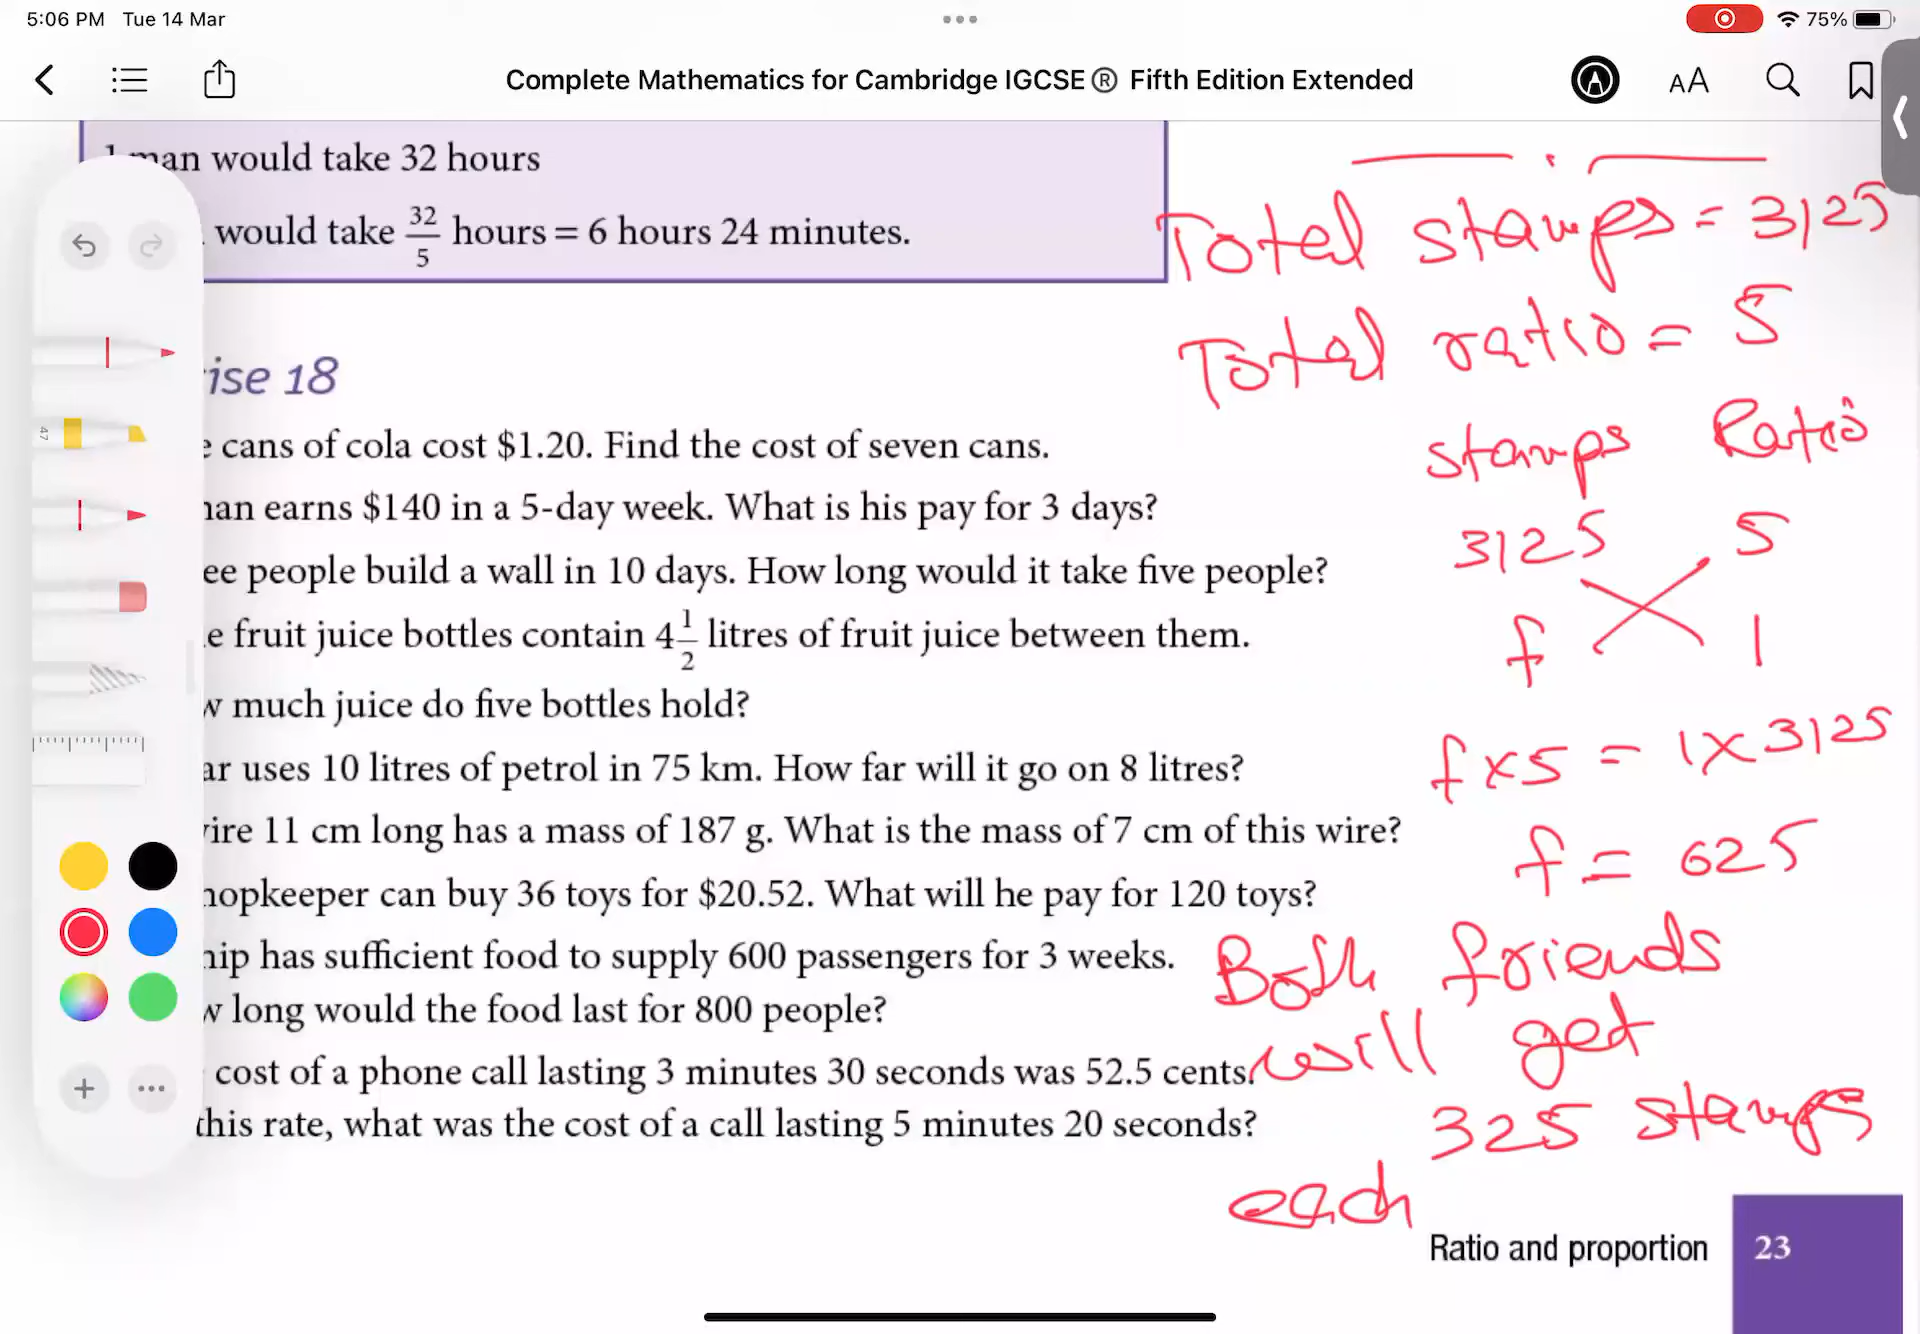 5:06 PM Tue 14 Mar
75%
Complete Mathematics for Cambridge IGCSE® Fifth Edition Extended
AA
1 man would take 32 hours
would take 32/5 hours = 6 hours 24 minutes.
ise 18
e cans of cola cost $1.20. Find the cost of seven cans.
nan earns $140 in a 5-day week. What is his pay for 3 days?
ee people build a wall in 10 days. How long would it take five people?
e fruit juice bottles contain 4 1/2 litres of fruit juice between them.
w much juice do five bottles hold?
ar uses 10 litres of petrol in 75 km. How far will it go on 8 litres?
ire 11 cm long has a mass of 187 g. What is the mass of 7 cm of this wire?
hopkeeper can buy 36 toys for $20.52. What will he pay for 120 toys?
hip has sufficient food to supply 600 passengers for 3 weeks.
w long would the food last for 800 people?
cost of a phone call lasting 3 minutes 30 seconds was 52.5 cents.
this rate, what was the cost of a call lasting 5 minutes 20 seconds?
Total stamps = 3125
Total ratio = 5
stamps Ratio
3125 5
f 1
f x 5 = 1 x 3125
f = 625
Both friends
will get
325 stamps
each
Ratio and proportion 23
47